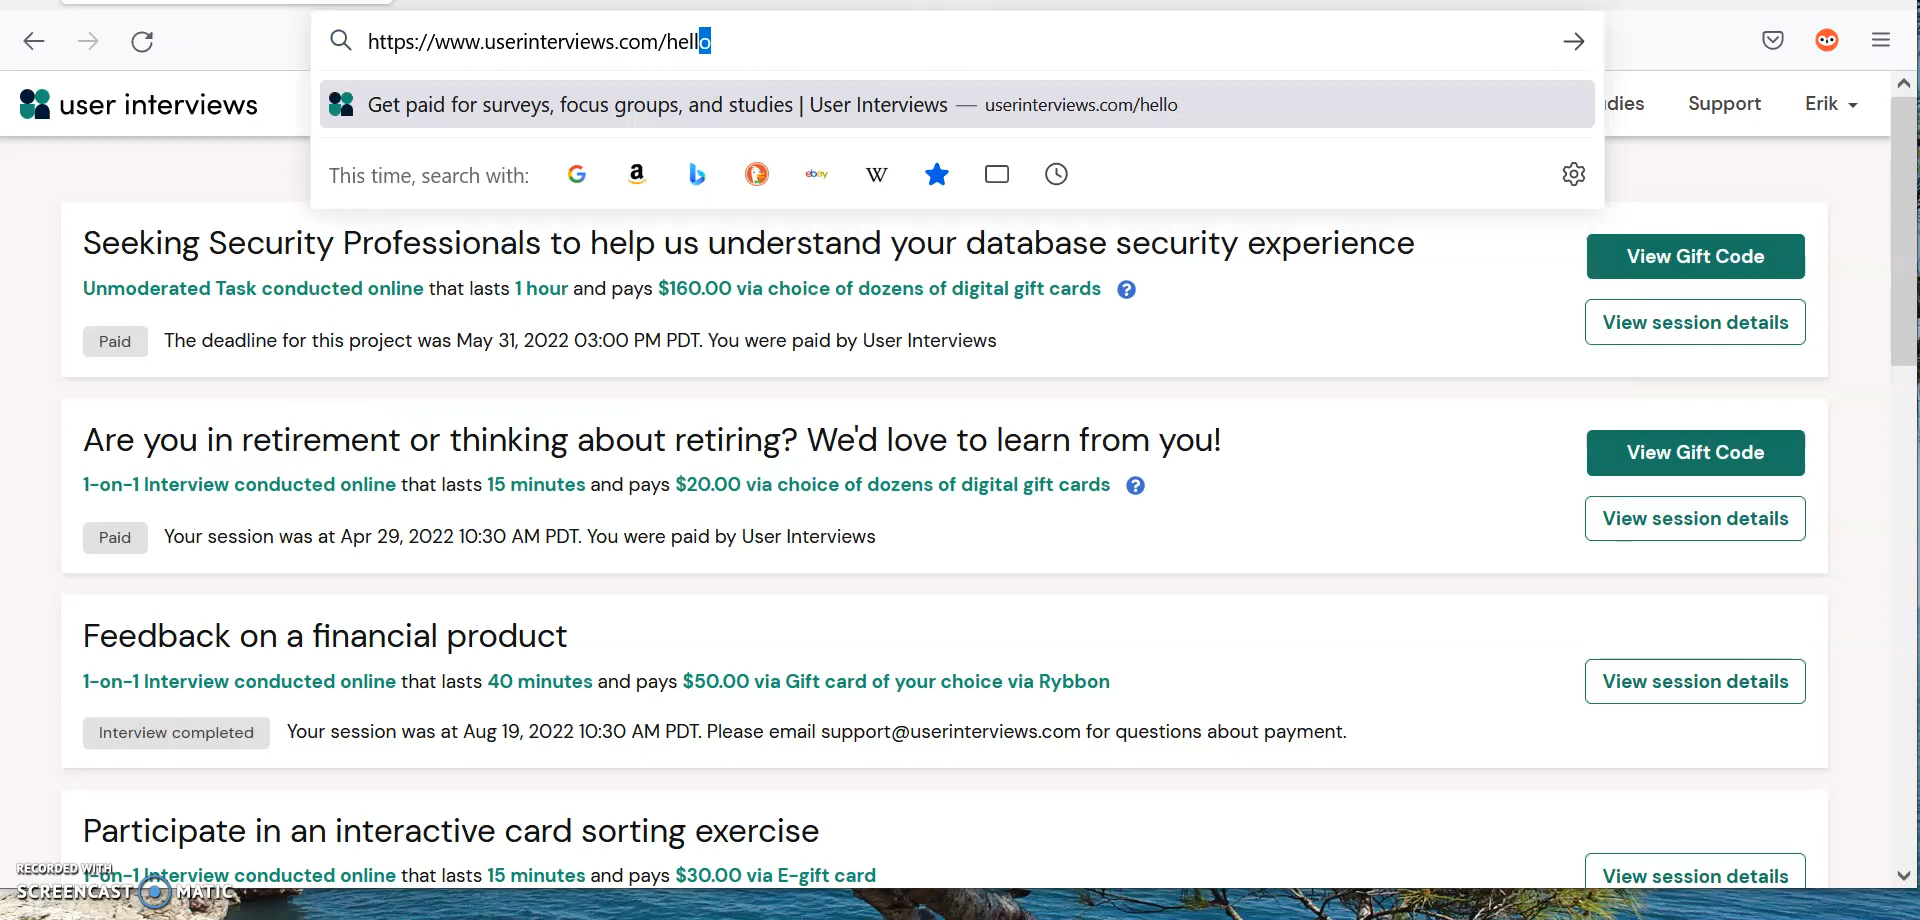 https://www.userinterviews.com/hello
Get paid for surveys, focus groups, and studies | User Interviews — userinterviews.com/hello
This time, search with:
a
ebay
W
user interviews
dies
Support
Erik
Seeking Security Professionals to help us understand your database security experience
Unmoderated Task conducted online that lasts 1 hour and pays $160.00 via choice of dozens of digital gift cards ?
Paid
The deadline for this project was May 31, 2022 03:00 PM PDT. You were paid by User Interviews
View Gift Code
View session details
Are you in retirement or thinking about retiring? We'd love to learn from you!
1-on-1 Interview conducted online that lasts 15 minutes and pays $20.00 via choice of dozens of digital gift cards ?
Paid
Your session was at Apr 29, 2022 10:30 AM PDT. You were paid by User Interviews
View Gift Code
View session details
Feedback on a financial product
1-on-1 Interview conducted online that lasts 40 minutes and pays $50.00 via Gift card of your choice via Rybbon
Interview completed
Your session was at Aug 19, 2022 10:30 AM PDT. Please email support@userinterviews.com for questions about payment.
View session details
Participate in an interactive card sorting exercise
1-on-1 Interview conducted online that lasts 15 minutes and pays $30.00 via E-gift card
View session details
RECORDED WITH
SCREENCAST MATIC